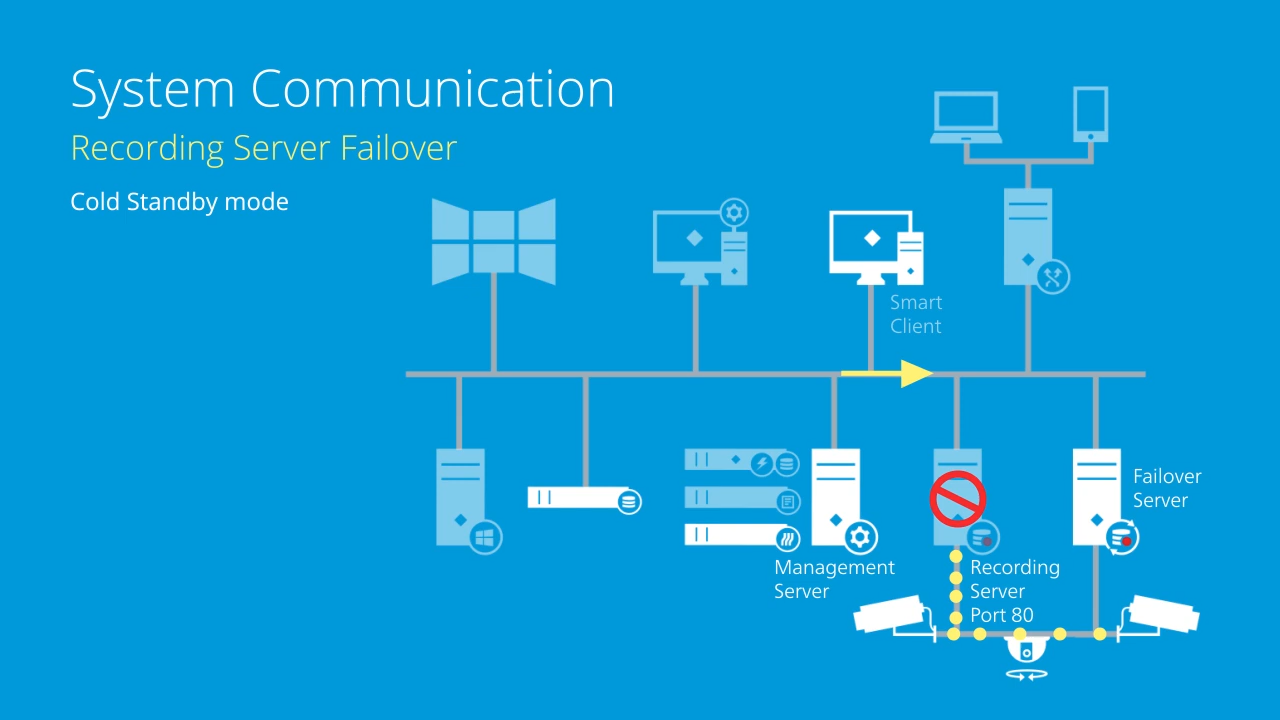 System Communication
Recording Server Failover
Cold Standby mode
Smart
Client
Failover
Server
Management
Server
Recording
Server
Port 80